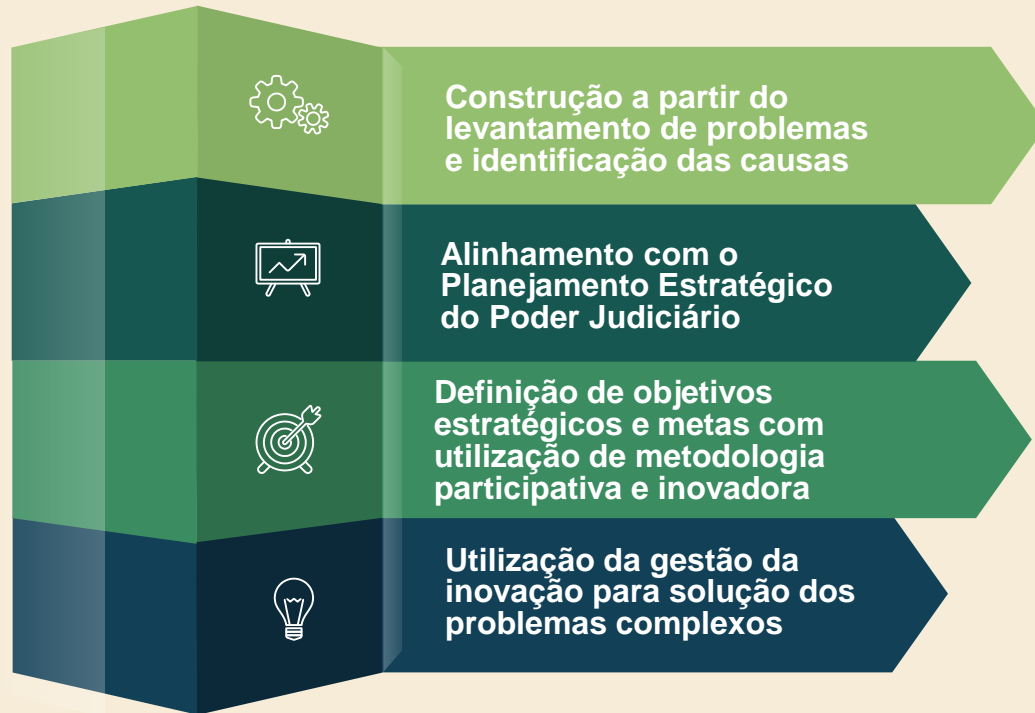 Construção a partir do
levantamento de problemas
e identificação das causas
Alinhamento com o
Planejamento Estratégico
do Poder Judiciário
Definição de objetivos
estratégicos e metas com
utilização de metodologia
participativa e inovadora
Utilização da gestão da
inovação para solução dos
problemas complexos